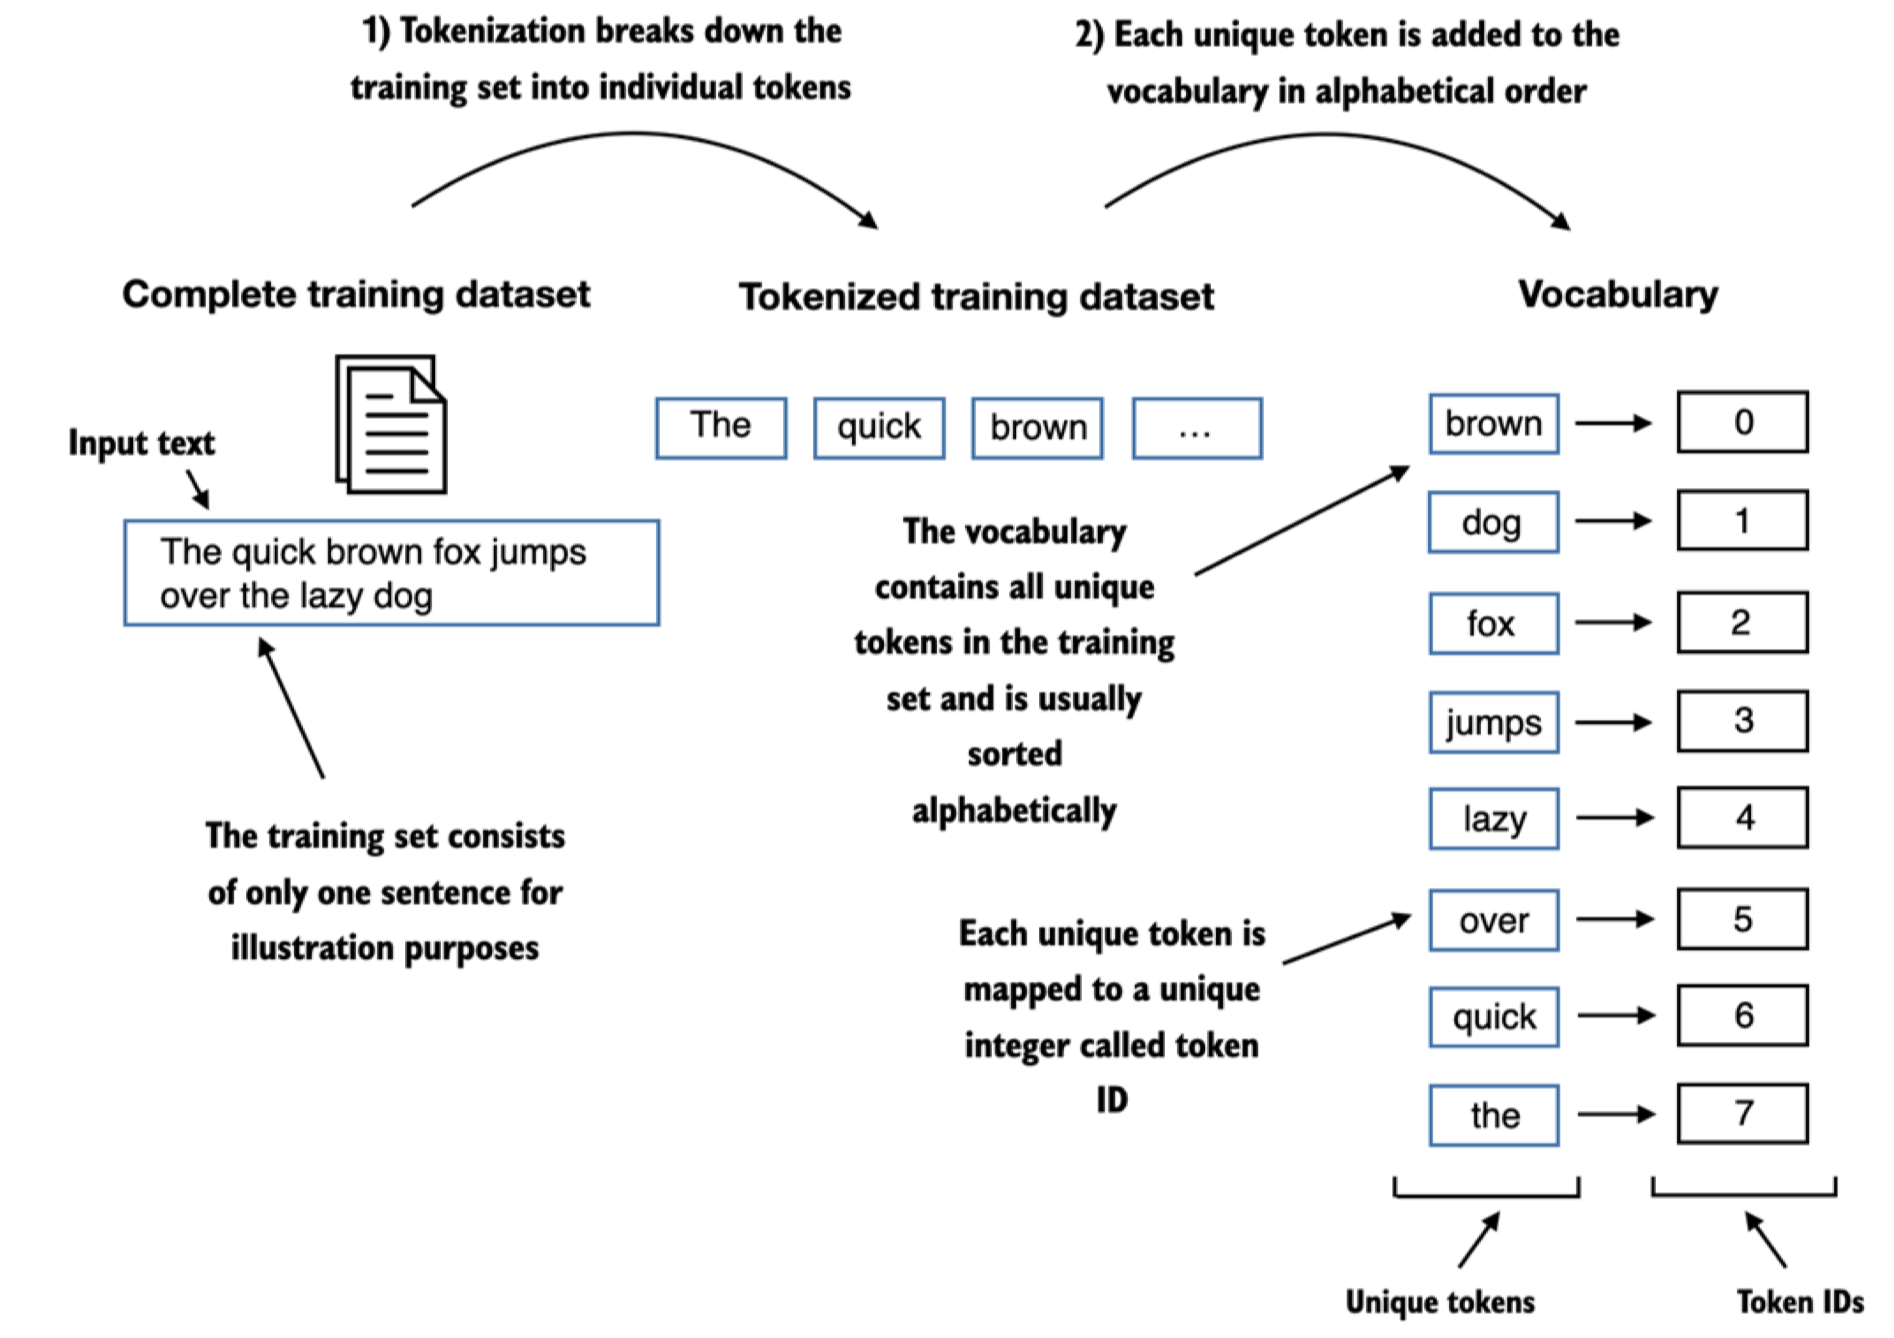 1) Tokenization breaks down the
training set into individual tokens
2) Each unique token is added to the
vocabulary in alphabetical order
Complete training dataset
Tokenized training dataset
Vocabulary
Input text
The quick brown fox jumps
over the lazy dog
The training set consists
of only one sentence for
illustration purposes
The quick brown ...
The vocabulary
contains all unique
tokens in the training
set and is usually
sorted
alphabetically
Each unique token is
mapped to a unique
integer called token
ID
brown 0
dog 1
fox 2
jumps 3
lazy 4
over 5
quick 6
the 7
Unique tokens
Token IDs